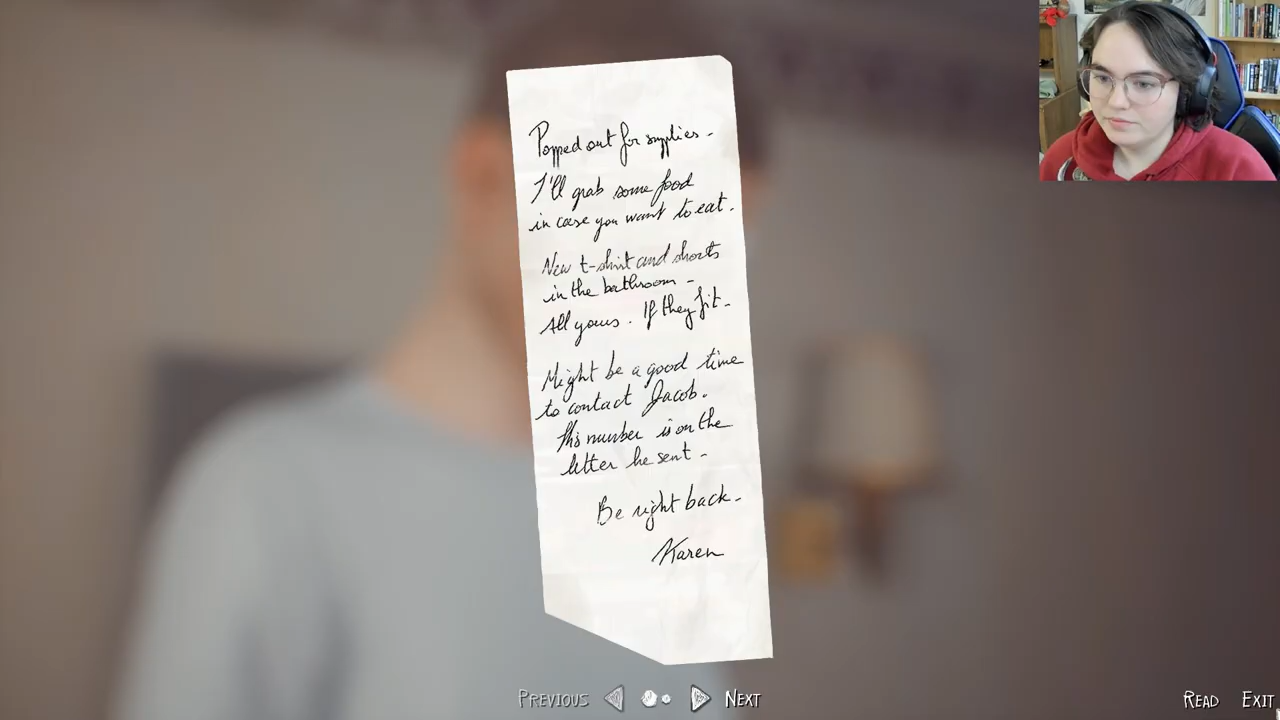 Popped out for supplies -
I'll grab some food
in case you want to eat.
New t-shirt and shorts
in the bathroom -
All yours. If they fit -
Might be a good time
to contact Jacob.
His number is on the
letter he sent -
Be right back -
Karen
PREVIOUS NEXT
READ EXIT